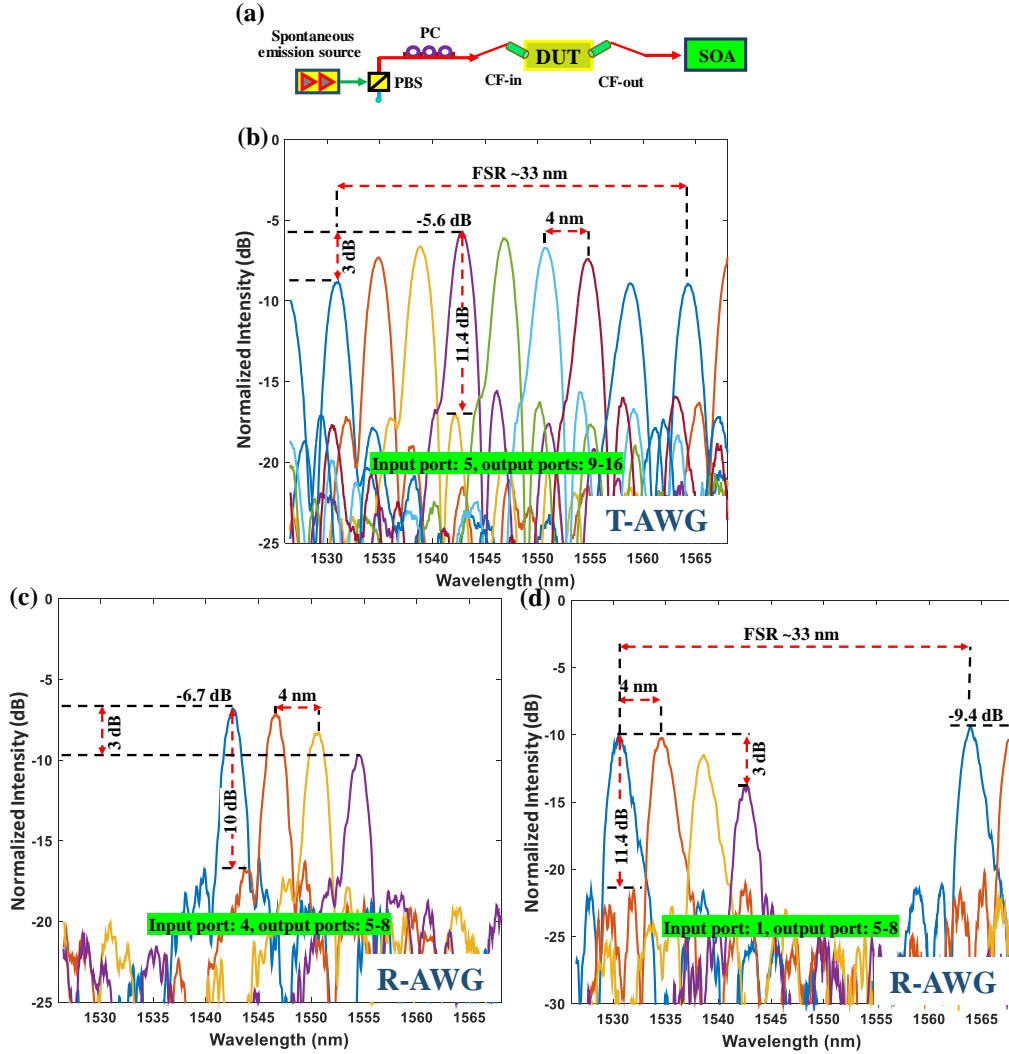 (a)
Spontaneous
emission source
PC
PBS
CF-in
DUT
CF-out
SOA
(b)
0
-5
-10
-15
-20
-25
Normalized Intensity (dB)
FSR ~33 nm
-5.6 dB
4 nm
3 dB
11.4 dB
Input port: 5, output ports: 9-16
T-AWG
1530 1535 1540 1545 1550 1555 1560 1565
Wavelength (nm)
(c)
0
-5
-10
-15
-20
-25
Normalized Intensity (dB)
-6.7 dB
4 nm
3 dB
10 dB
Input port: 4, output ports: 5-8
R-AWG
1530 1535 1540 1545 1550 1555 1560 1565
Wavelength (nm)
(d)
0
-5
-10
-15
-20
-25
-30
Normalized Intensity (dB)
FSR ~33 nm
4 nm
-9.4 dB
3 dB
11.4 dB
Input port: 1, output ports: 5-8
R-AWG
1530 1535 1540 1545 1550 1555 1560 1565
Wavelength (nm)